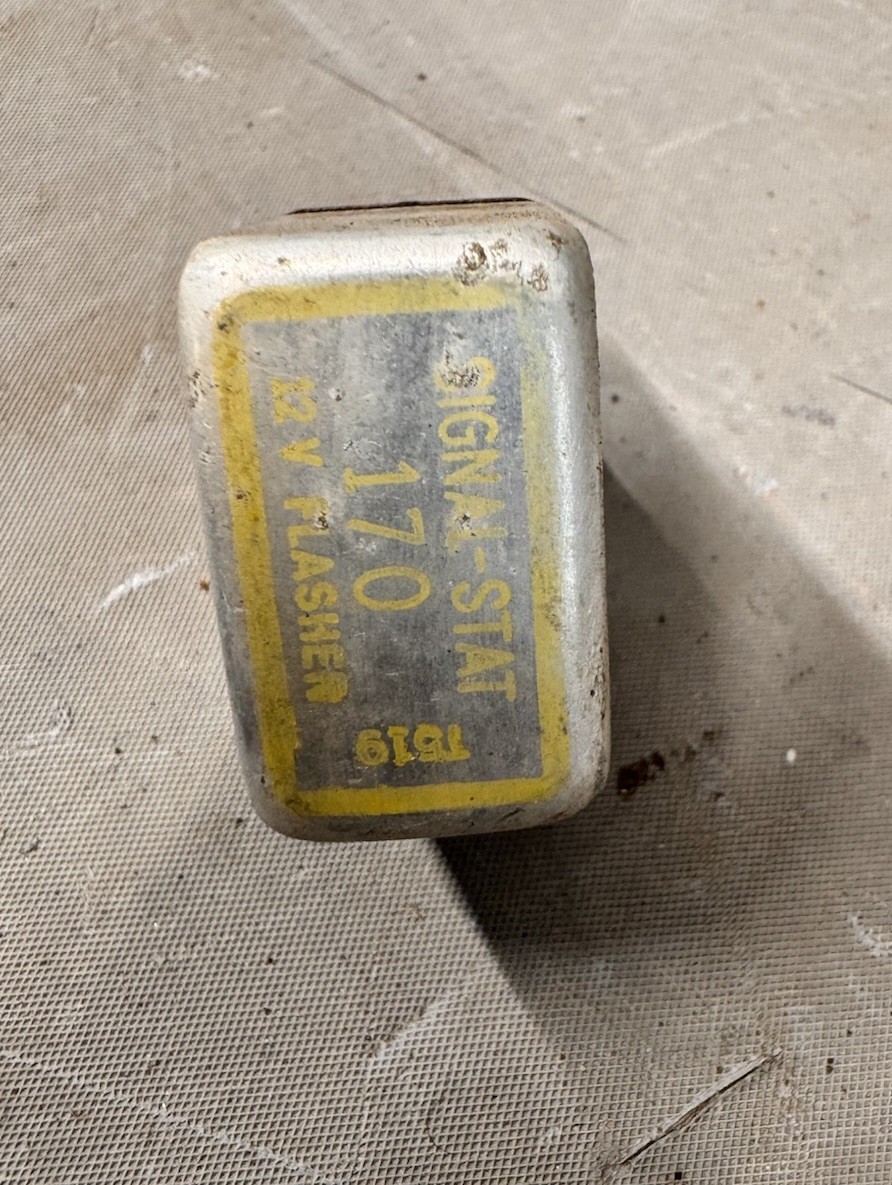 SIGNAL-STAT
170
12 V FLASHER
1519